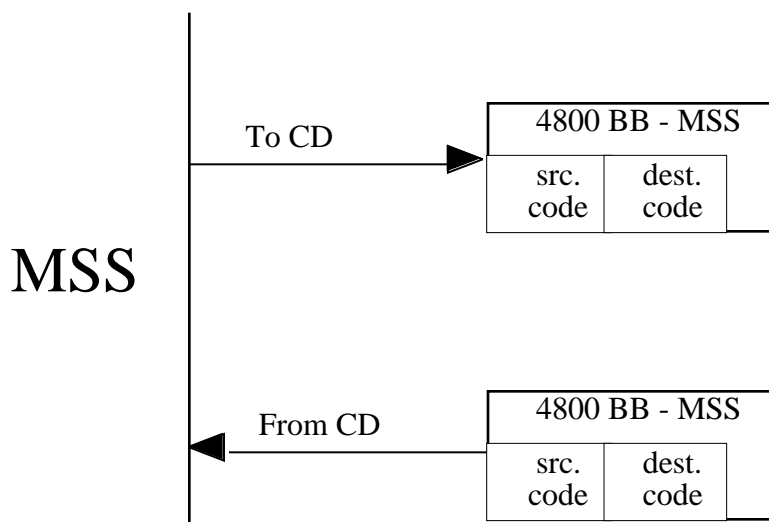 4800 BB - MSS
To CD
src.
code
dest.
code
MSS
4800 BB - MSS
From CD
src.
code
dest.
code